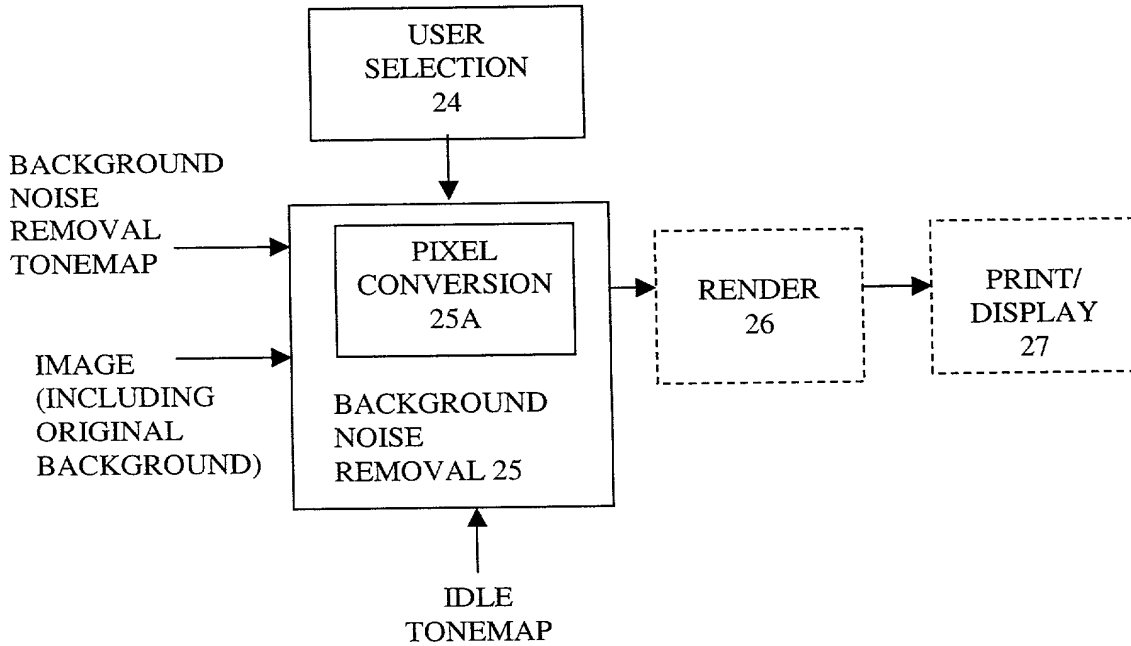 USER
SELECTION
24
BACKGROUND
NOISE
REMOVAL
TONEMAP
IMAGE
(INCLUDING
ORIGINAL
BACKGROUND)
PIXEL
CONVERSION
25A
BACKGROUND
NOISE
REMOVAL 25
RENDER
26
PRINT/
DISPLAY
27
IDLE
TONEMAP